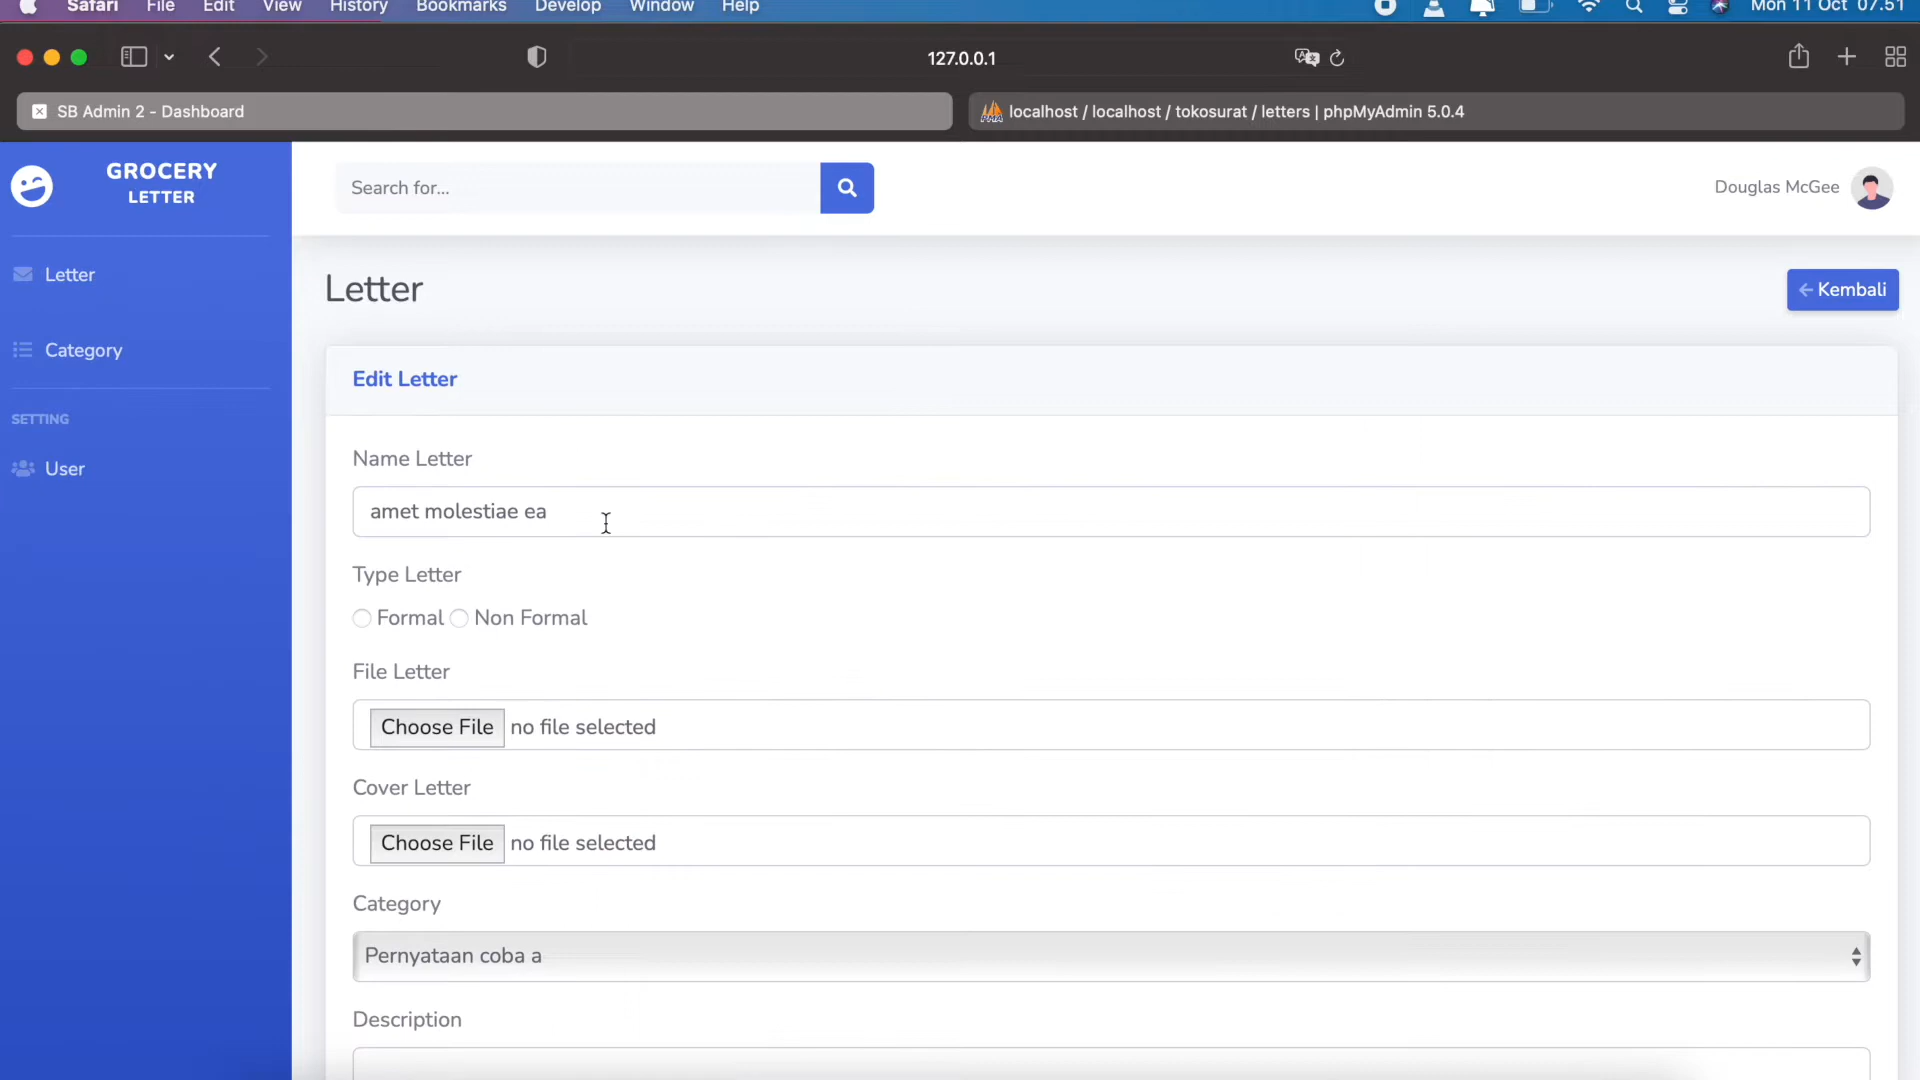 Safari File Edit View History Bookmarks Develop Window Help Mon 11 Oct 07.51
127.0.0.1
SB Admin 2 - Dashboard
localhost / localhost / tokosurat / letters | phpMyAdmin 5.0.4
GROCERY
LETTER
Search for...
Douglas McGee
Letter
Category
SETTING
User
Letter
Kembali
Edit Letter
Name Letter
amet molestiae ea
Type Letter
Formal Non Formal
File Letter
Choose File no file selected
Cover Letter
Choose File no file selected
Category
Pernyataan coba a
Description